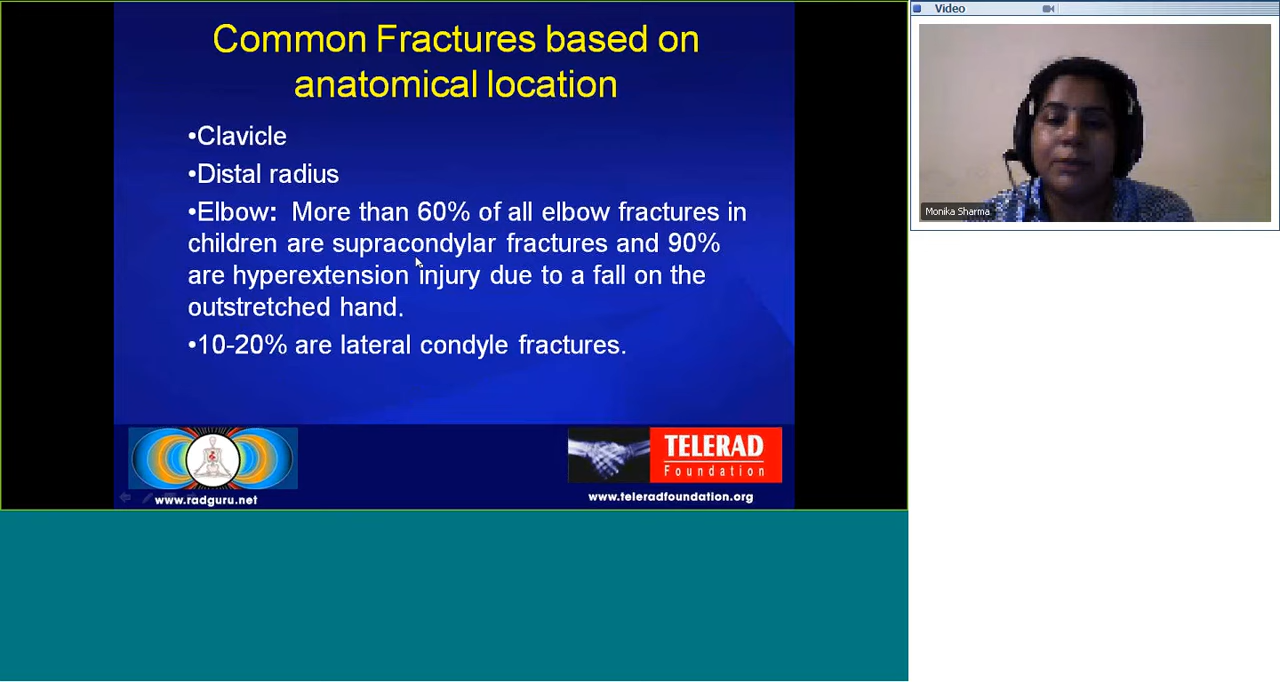 Common Fractures based on
anatomical location
•Clavicle
•Distal radius
•Elbow: More than 60% of all elbow fractures in
children are supracondylar fractures and 90%
are hyperextension injury due to a fall on the
outstretched hand.
•10-20% are lateral condyle fractures.
www.radguru.net
TELERAD
Foundation
www.teleradfoundation.org
Video
Monika Sharma